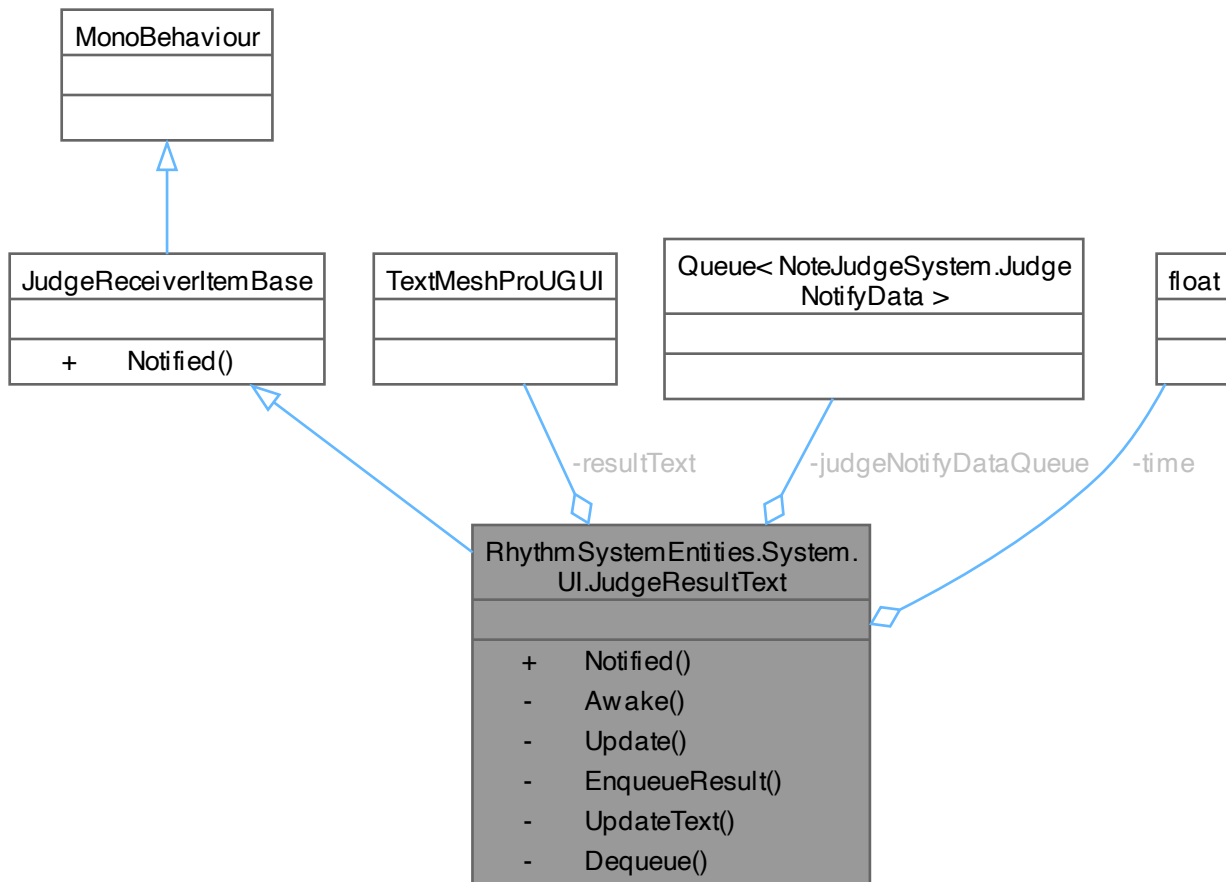 MonoBehaviour
JudgeReceiverItemBase
+ Notified()
TextMeshProUGUI
Queue< NoteJudgeSystem.Judge
NotifyData >
float
-resultText
-judgeNotifyDataQueue
-time
RhythmSystemEntities.System.
UI.JudgeResultText
+ Notified()
- Awake()
- Update()
- EnqueueResult()
- UpdateText()
- Dequeue()